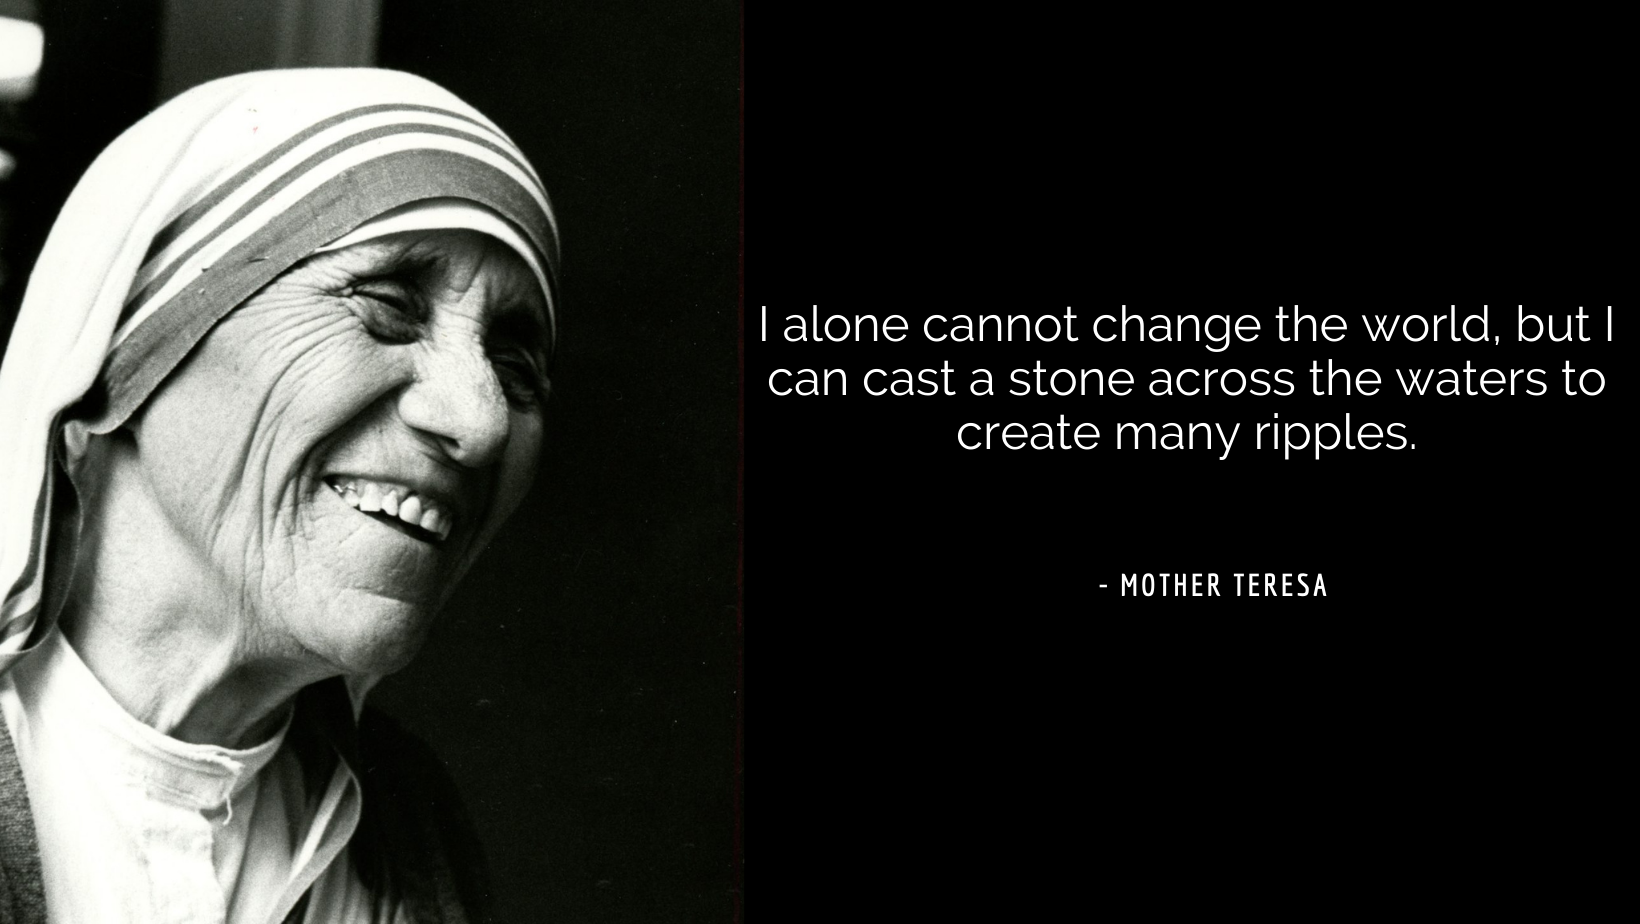 I alone cannot change the world, but I
can cast a stone across the waters to
create many ripples.
- MOTHER TERESA